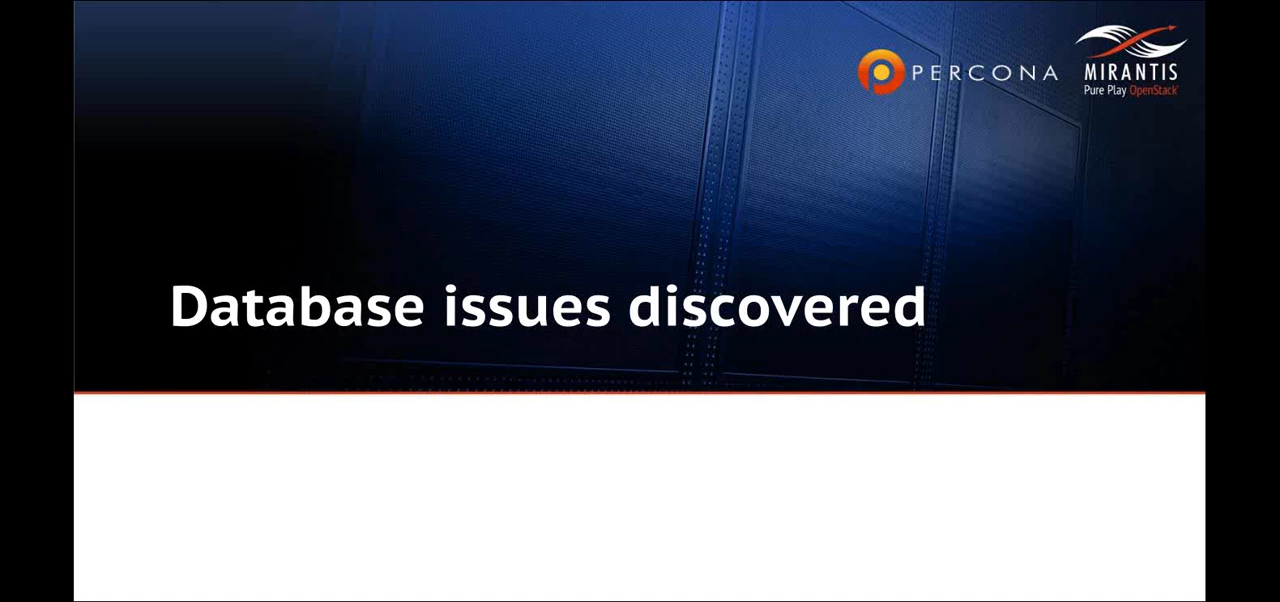 PERCONA
MIRANTIS
Pure Play OpenStack®
Database issues discovered